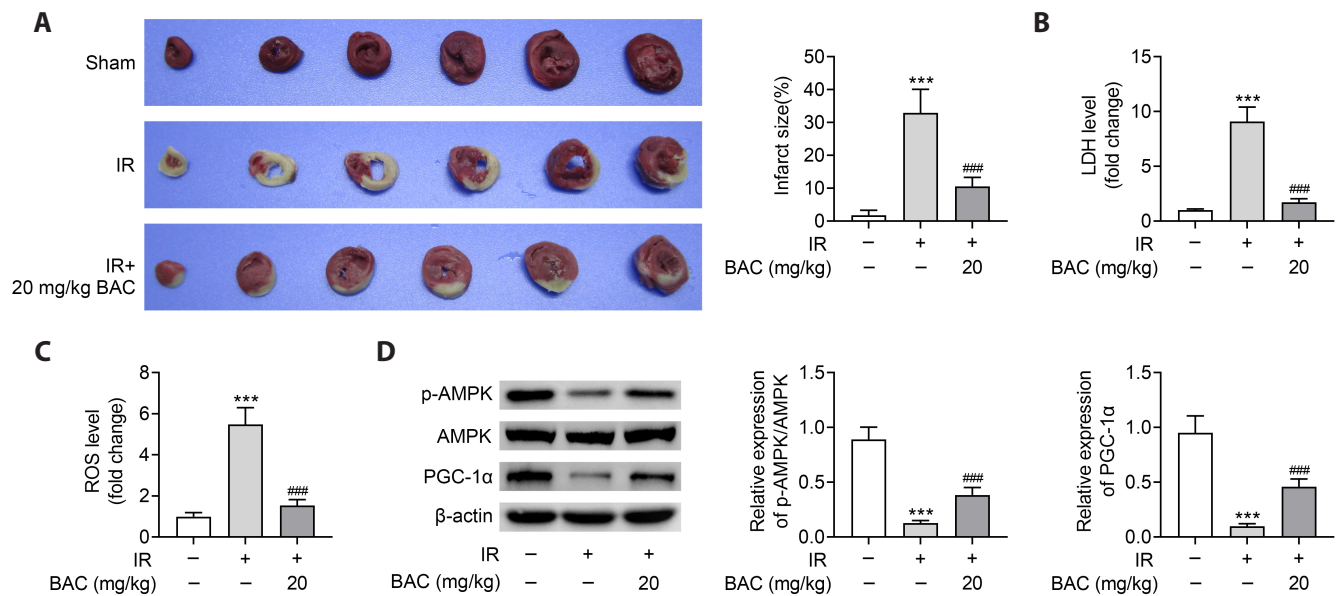 A
Sham
IR
IR+
20 mg/kg BAC
Infarct size(%)
50
40
30
20
10
0
***
###
IR – + +
BAC (mg/kg) – – 20
B
LDH level
(fold change)
15
10
5
0
***
###
IR – + +
BAC (mg/kg) – – 20
C
ROS level
(fold change)
8
6
4
2
0
***
###
IR – + +
BAC (mg/kg) – – 20
D
p-AMPK
AMPK
PGC-1α
β-actin
IR – + +
BAC (mg/kg) – – 20
Relative expression
of p-AMPK/AMPK
1.5
1.0
0.5
0.0
***
###
IR – + +
BAC (mg/kg) – – 20
Relative expression
of PGC-1α
1.5
1.0
0.5
0.0
***
###
IR – + +
BAC (mg/kg) – – 20